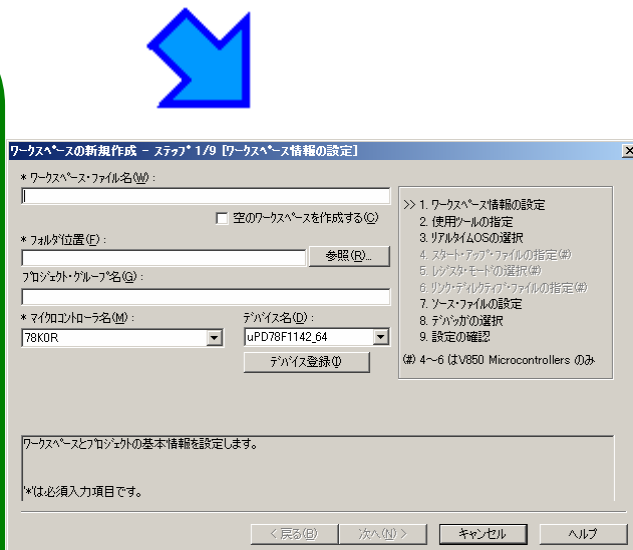 ワークスペースの新規作成 - ステップ 1/9 [ワークスペース情報の設定]
* ワークスペース・ファイル名(W) :
空のワークスペースを作成する(C)
* フォルダ位置(F) :
参照(R)...
プロジェクト・グループ名(G) :
* マイクロコントローラ名(M) :
デバイス名(D) :
78K0R
uPD78F1142_64
デバイス登録(I)
>> 1. ワークスペース情報の設定
2. 使用ツールの指定
3. リアルタイムOSの選択
4. スタート・アップ・ファイルの指定(#)
5. レジスタ・モードの選択(#)
6. リンク・ディレクティブ・ファイルの指定(#)
7. ソース・ファイルの設定
8. デバッガの選択
9. 設定の確認
(#) 4～6 はV850 Microcontrollers のみ
ワークスペースとプロジェクトの基本情報を設定します。
'*'は必須入力項目です。
< 戻る(B)
次へ(N) >
キャンセル
ヘルプ